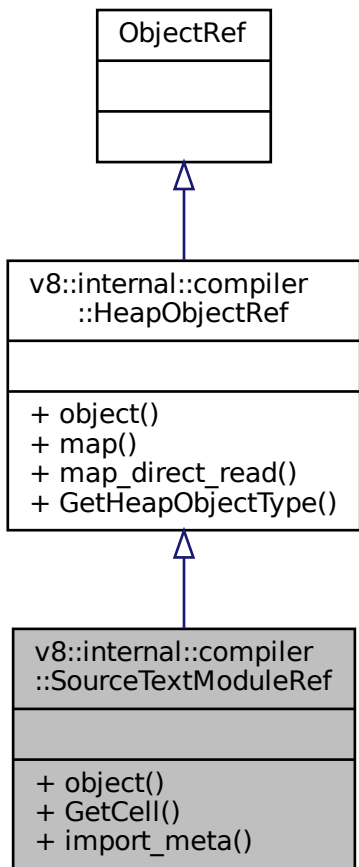 ObjectRef
v8::internal::compiler
::HeapObjectRef
+ object()
+ map()
+ map_direct_read()
+ GetHeapObjectType()
v8::internal::compiler
::SourceTextModuleRef
+ object()
+ GetCell()
+ import_meta()